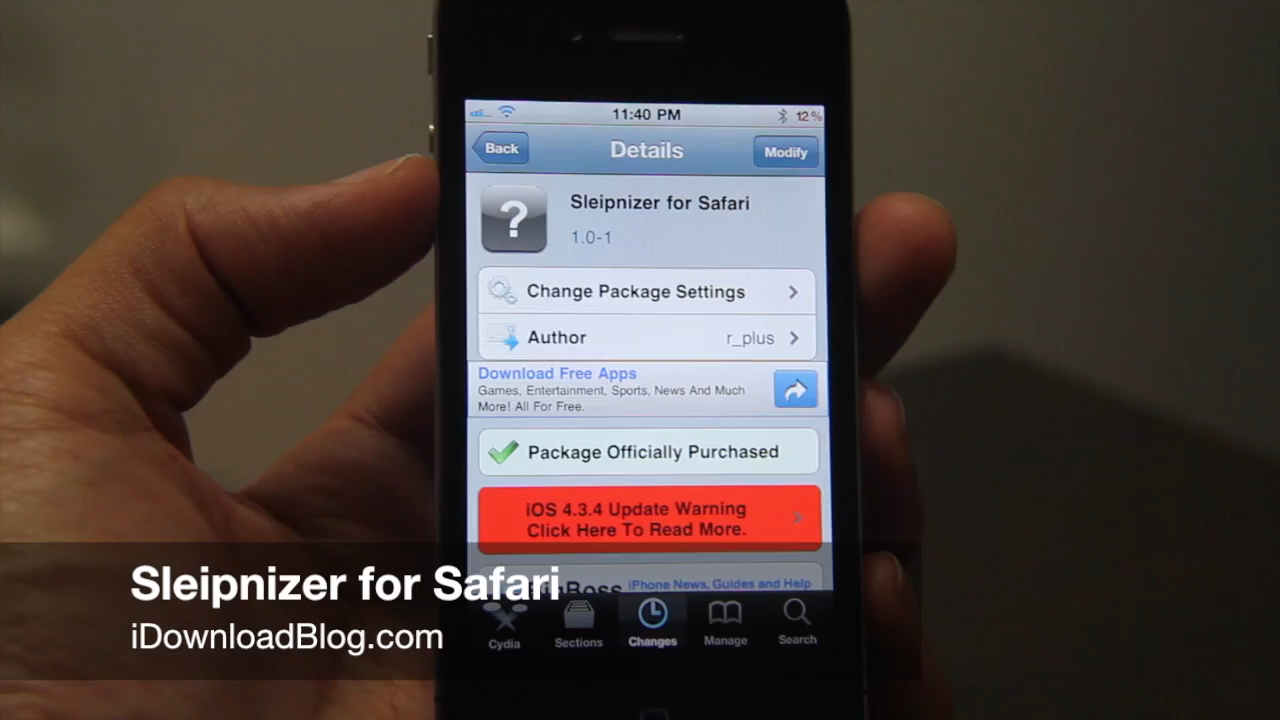 11:40 PM
12%
Back
Details
Modify
?
Sleipnizer for Safari
1.0-1
Change Package Settings
Author
r_plus
Download Free Apps
Games, Entertainment, Sports, News And Much
More! All For Free.
Package Officially Purchased
iOS 4.3.4 Update Warning
Click Here To Read More.
iPhone News, Guides and Help
Sleipnizer for Safari
iDownloadBlog.com
Cydia
Sections
Changes
Manage
Search